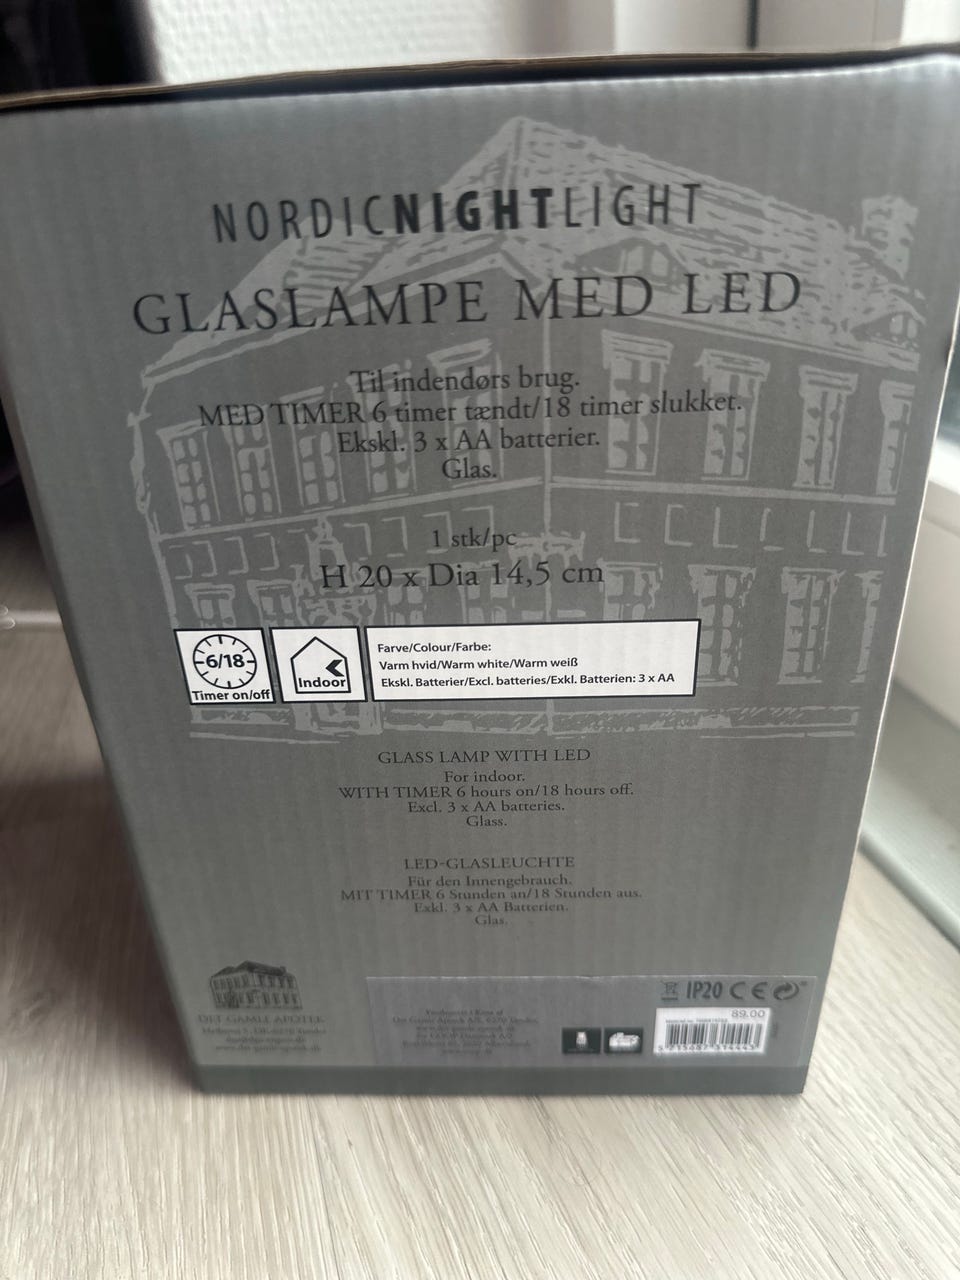 NORDICNIGHTLIGHT
GLASLAMPE MED LED
Til indendørs brug.
MED TIMER 6 timer tændt/18 timer slukket.
Ekskl. 3 x AA batterier.
Glas.
1 stk/pc
H 20 x Dia 14,5 cm
6/18
Timer on/off
Indoor
Farve/Colour/Farbe:
Varm hvid/Warm white/Warm weiß
Ekskl. Batterier/Excl. batteries/Exkl. Batterien: 3 x AA
GLASS LAMP WITH LED
For indoor.
WITH TIMER 6 hours on/18 hours off.
Excl. 3 x AA batteries.
Glass.
LED-GLASLEUCHTE
Für den Innengebrauch.
MIT TIMER 6 Stunden an/18 Stunden aus.
Exkl. 3 x AA Batterien.
Glas.
DET GAMLE APOTEK
IP20 CE
89.00